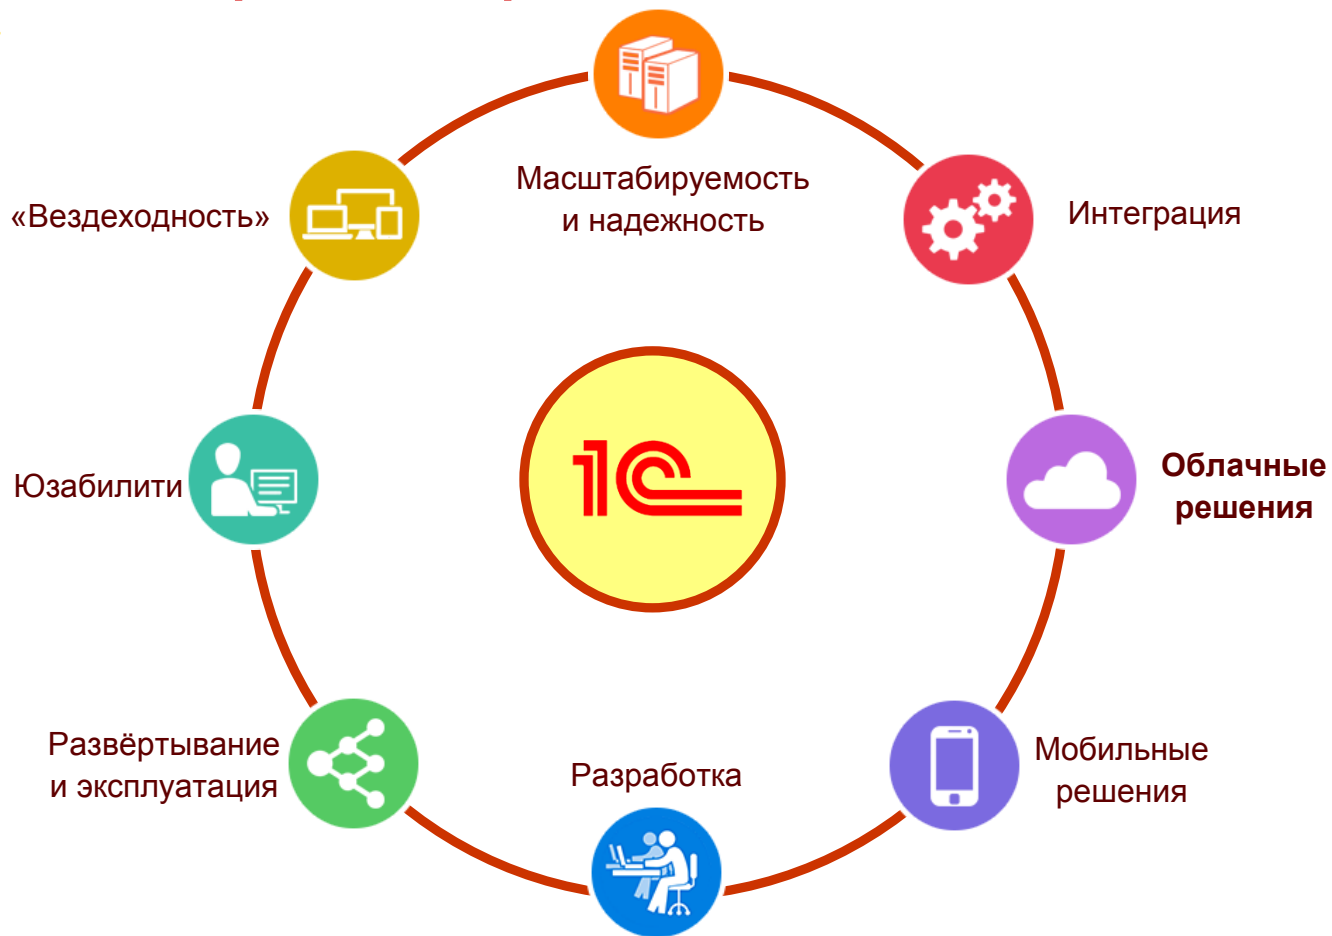 Масштабируемость
и надежность
«Вездеходность»
Интеграция
1С
Юзабилити
Облачные
решения
Развёртывание
и эксплуатация
Разработка
Мобильные
решения